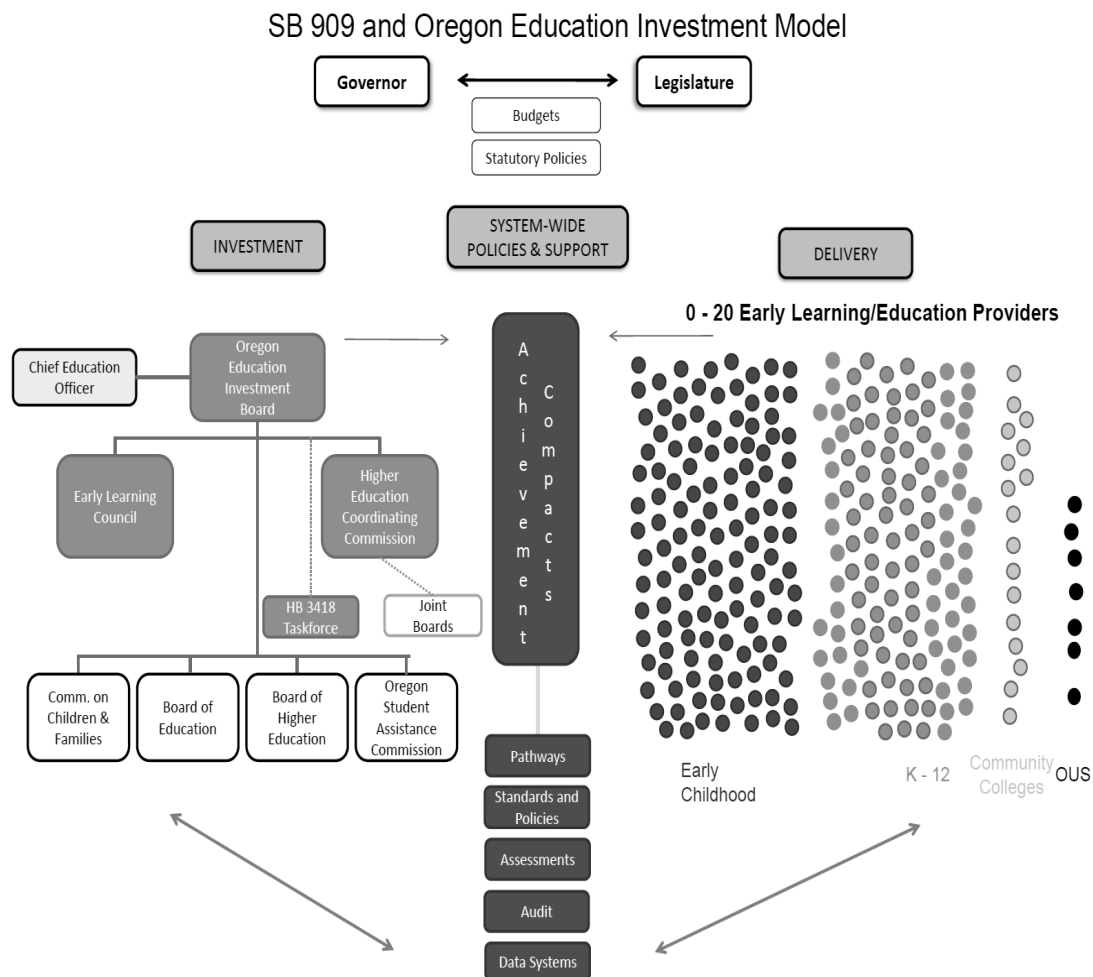 SB 909 and Oregon Education Investment Model
Governor
Legislature
Budgets
Statutory Policies
INVESTMENT
SYSTEM-WIDE
POLICIES & SUPPORT
DELIVERY
0 - 20 Early Learning/Education Providers
Chief Education
Officer
Oregon
Education
Investment
Board
Achievement
Compacts
Early Learning
Council
Higher
Education
Coordinating
Commission
HB 3418
Taskforce
Joint
Boards
Comm. on
Children &
Families
Board of
Education
Board of
Higher
Education
Oregon
Student
Assistance
Commission
Pathways
Standards and
Policies
Assessments
Audit
Data Systems
Early
Childhood
K - 12
Community
Colleges
OUS